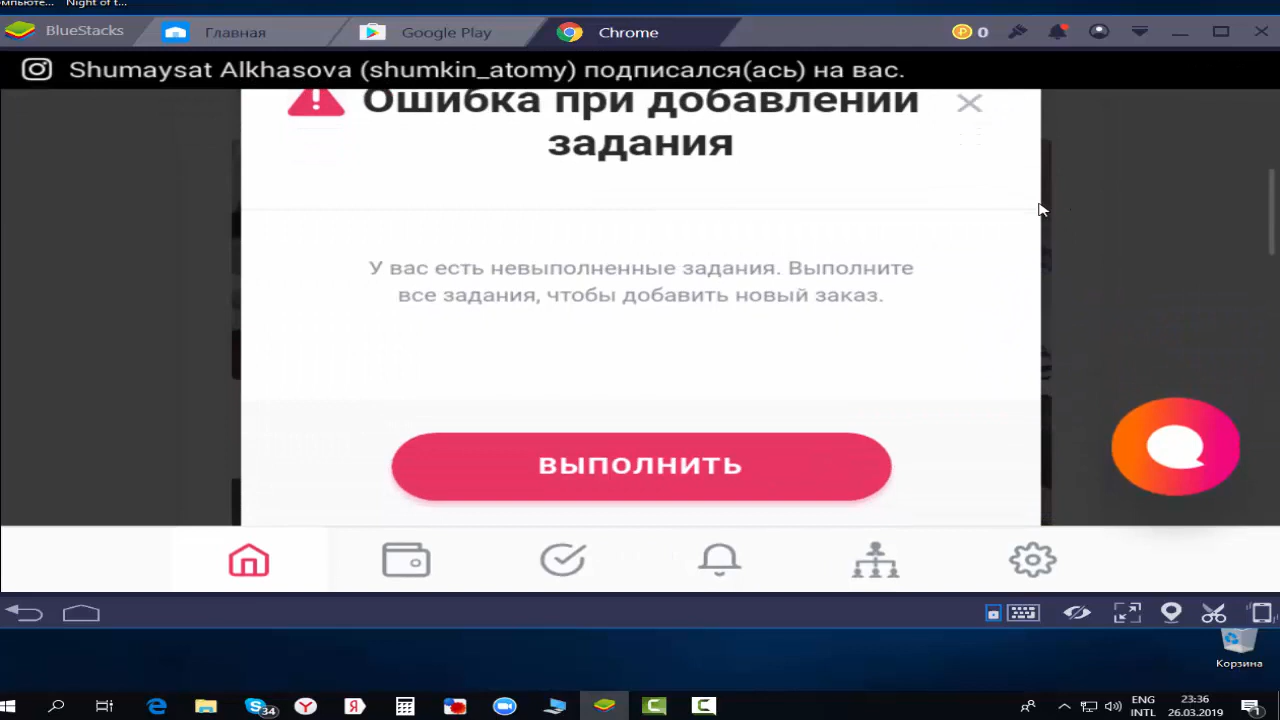 мпьюте... Night of t...
BlueStacks Главная Google Play Chrome 0
Shumaysat Alkhasova (shumkin_atomy) подписался(ась) на вас.
Ошибка при добавлении
задания
У вас есть невыполненные задания. Выполните
все задания, чтобы добавить новый заказ.
ВЫПОЛНИТЬ
Корзина
34
ENG
INTL
23:36
26.03.2019
1